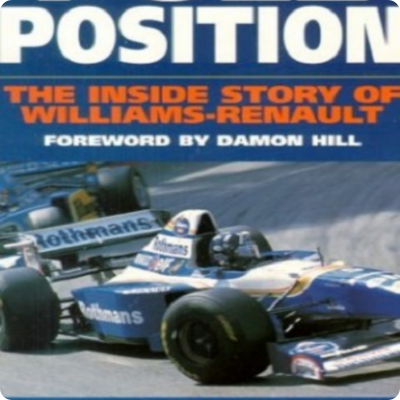 POSITION
THE INSIDE STORY OF
WILLIAMS-RENAULT
FOREWORD BY DAMON HILL
Rothmans
Rothmans
Rothmans